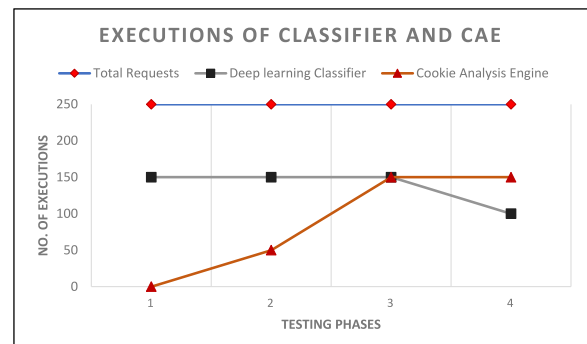 EXECUTIONS OF CLASSIFIER AND CAE
Total Requests Deep learning Classifier Cookie Analysis Engine
250
200
150
100
50
0
NO. OF EXECUTIONS
1 2 3 4
TESTING PHASES